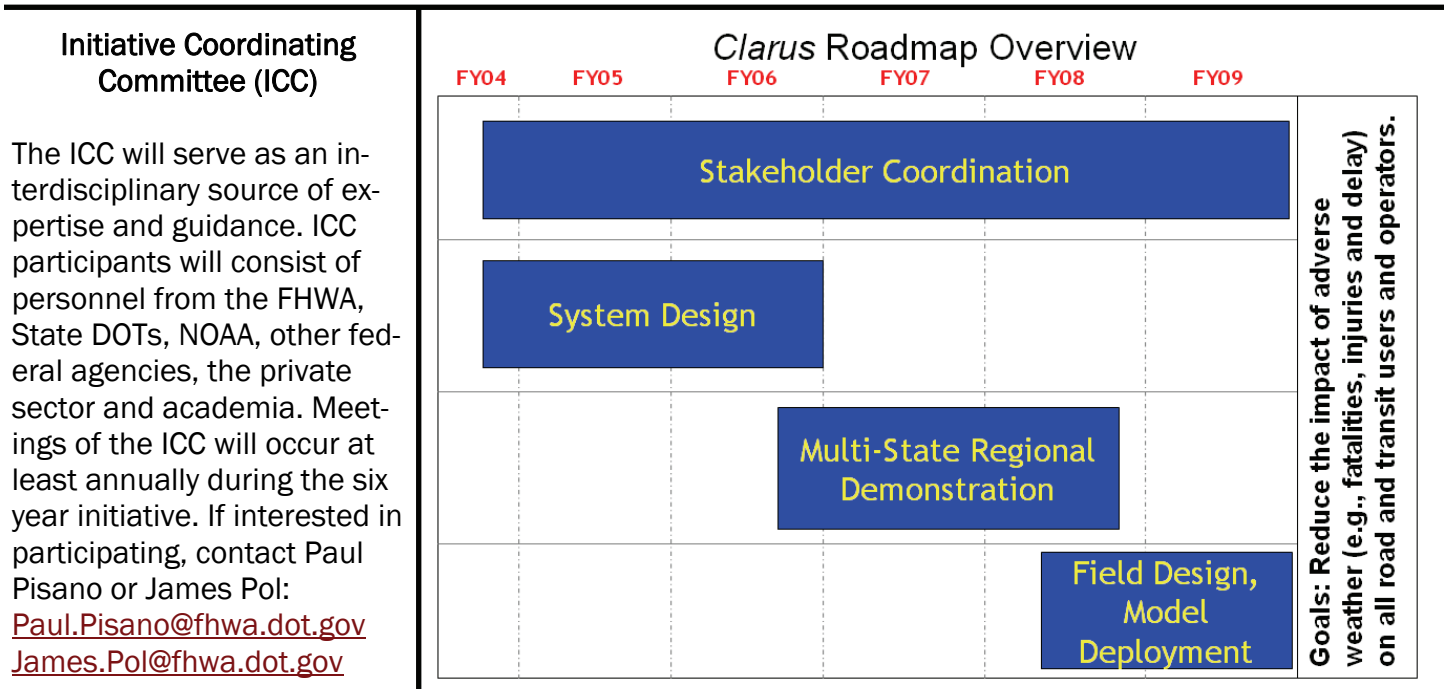 Initiative Coordinating
Committee (ICC)
The ICC will serve as an in-
terdisciplinary source of ex-
pertise and guidance. ICC
participants will consist of
personnel from the FHWA,
State DOTs, NOAA, other fed-
eral agencies, the private
sector and academia. Meet-
ings of the ICC will occur at
least annually during the six
year initiative. If interested in
participating, contact Paul
Pisano or James Pol:
Paul.Pisano@fhwa.dot.gov
James.Pol@fhwa.dot.gov
Clarus Roadmap Overview
FY04 FY05 FY06 FY07 FY08 FY09
Stakeholder Coordination
System Design
Multi-State Regional
Demonstration
Field Design,
Model
Deployment
Goals: Reduce the impact of adverse
weather (e.g., fatalities, injuries and delay)
on all road and transit users and operators.